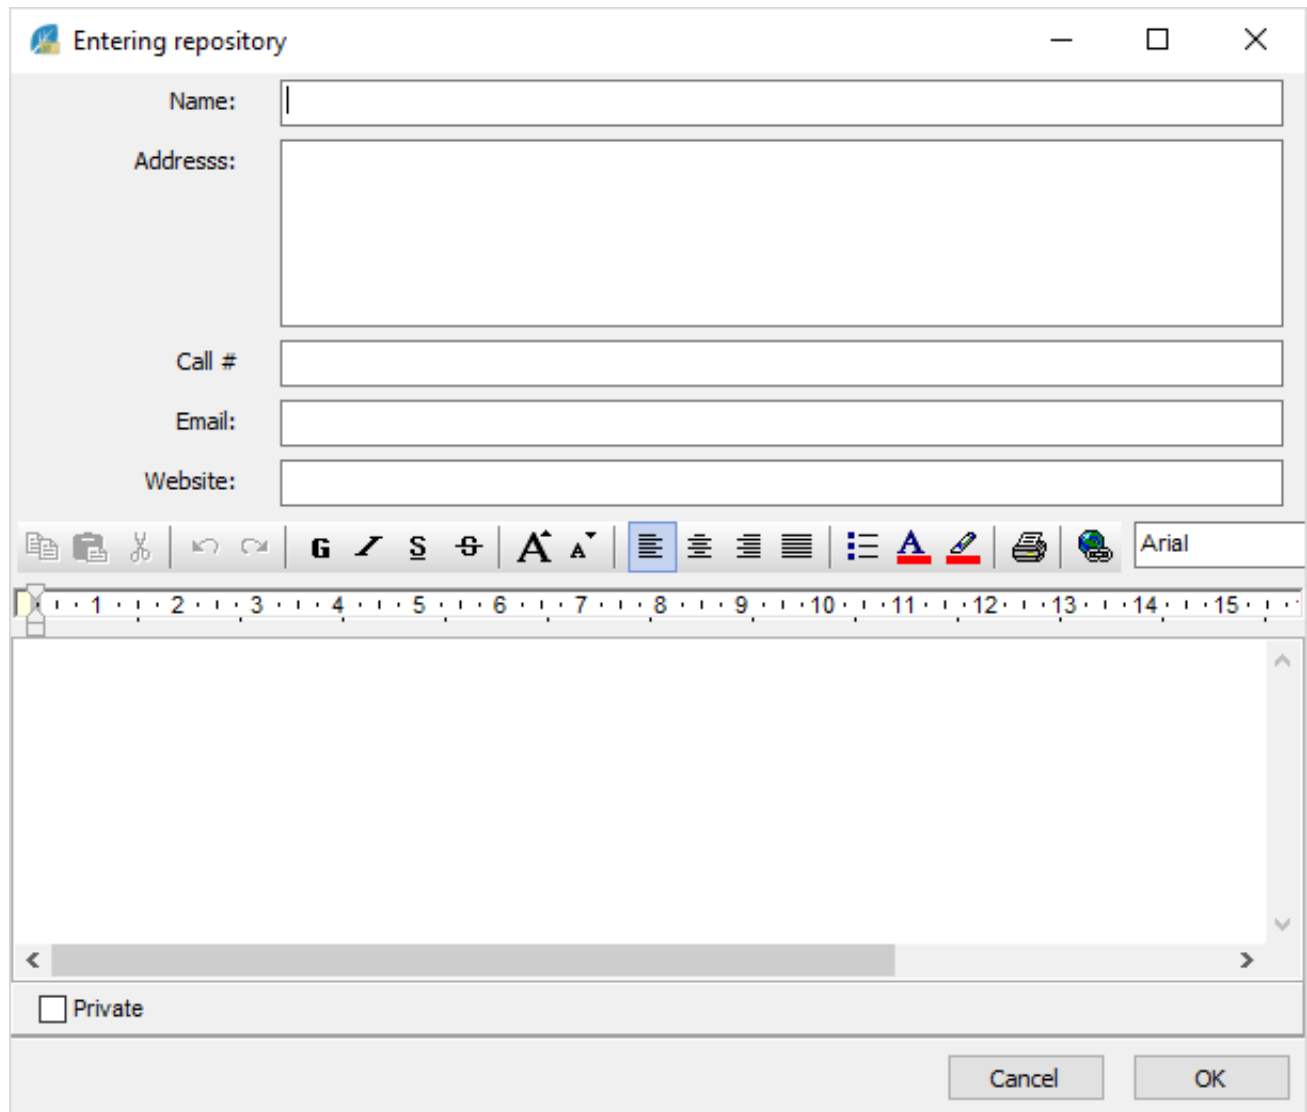 Entering repository
Name:
Addresss:
Call #
Email:
Website:
G I S S A A A Arial
1 2 3 4 5 6 7 8 9 10 11 12 13 14 15
Private
Cancel OK